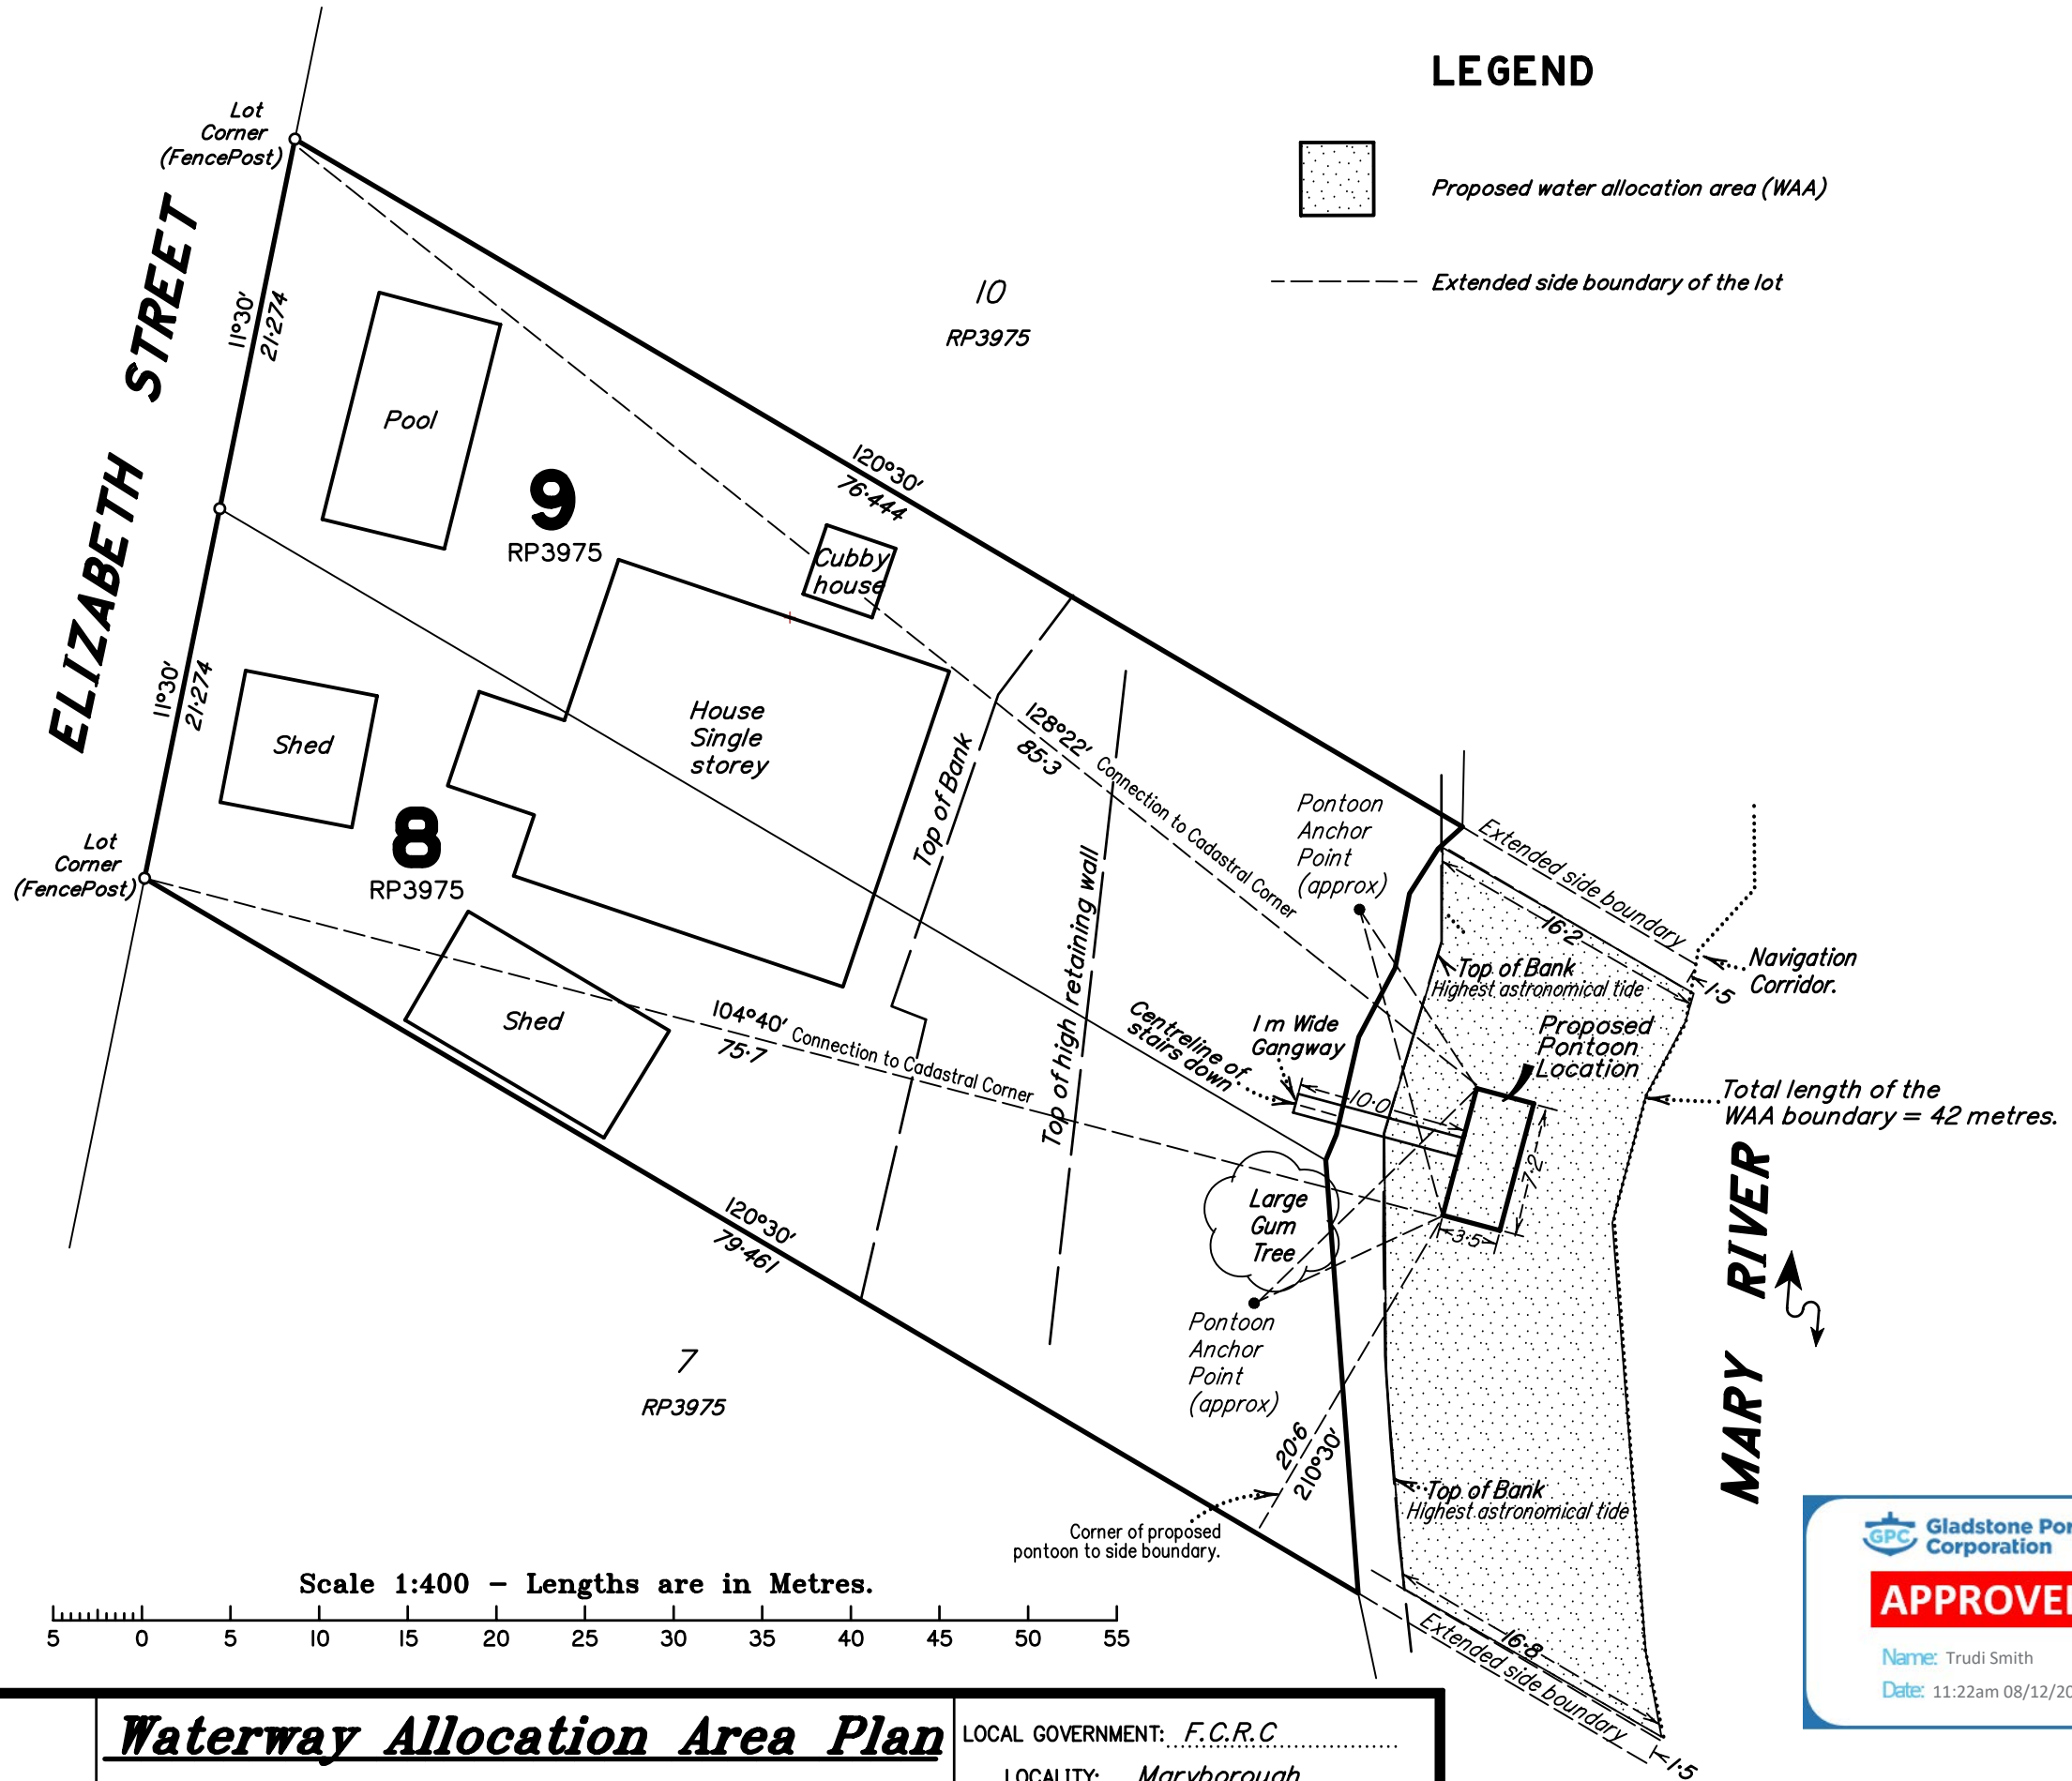 LEGEND
Proposed water allocation area (WAA)
Extended side boundary of the lot
Lot
Corner
(FencePost)
ELIZABETH STREET
11°30'
21·274
Pool
9
RP3975
10
RP3975
120°30'
76·444
Cubby
house
11°30'
21·274
Shed
House
Single
storey
8
RP3975
Lot
Corner
(FencePost)
Top of Bank
128°22' Connection to Cadastral Corner
85·3
Top of high retaining wall
Pontoon
Anchor
Point
(approx)
Extended side boundary
16·2
Navigation
Corridor.
1·5
Top of Bank
Highest astronomical tide
Shed
104°40' Connection to Cadastral Corner
75·7
Centreline of
stairs down
1m Wide
Gangway
10·0
Proposed
Pontoon
Location
Total length of the
WAA boundary = 42 metres.
7·2
3·5
Large
Gum
Tree
120°30'
79·461
Pontoon
Anchor
Point
(approx)
MARY RIVER
7
RP3975
20·6
210°30'
Top of Bank
Highest astronomical tide
Corner of proposed
pontoon to side boundary.
16·8
Extended side boundary
1·5
Scale 1:400 – Lengths are in Metres.
5 0 5 10 15 20 25 30 35 40 45 50 55
GPC
Gladstone Por
Corporation
APPROVE
Name: Trudi Smith
Date: 11:22am 08/12/20
Waterway Allocation Area Plan
LOCAL GOVERNMENT: F.C.R.C
LOCALITY: Maryborough